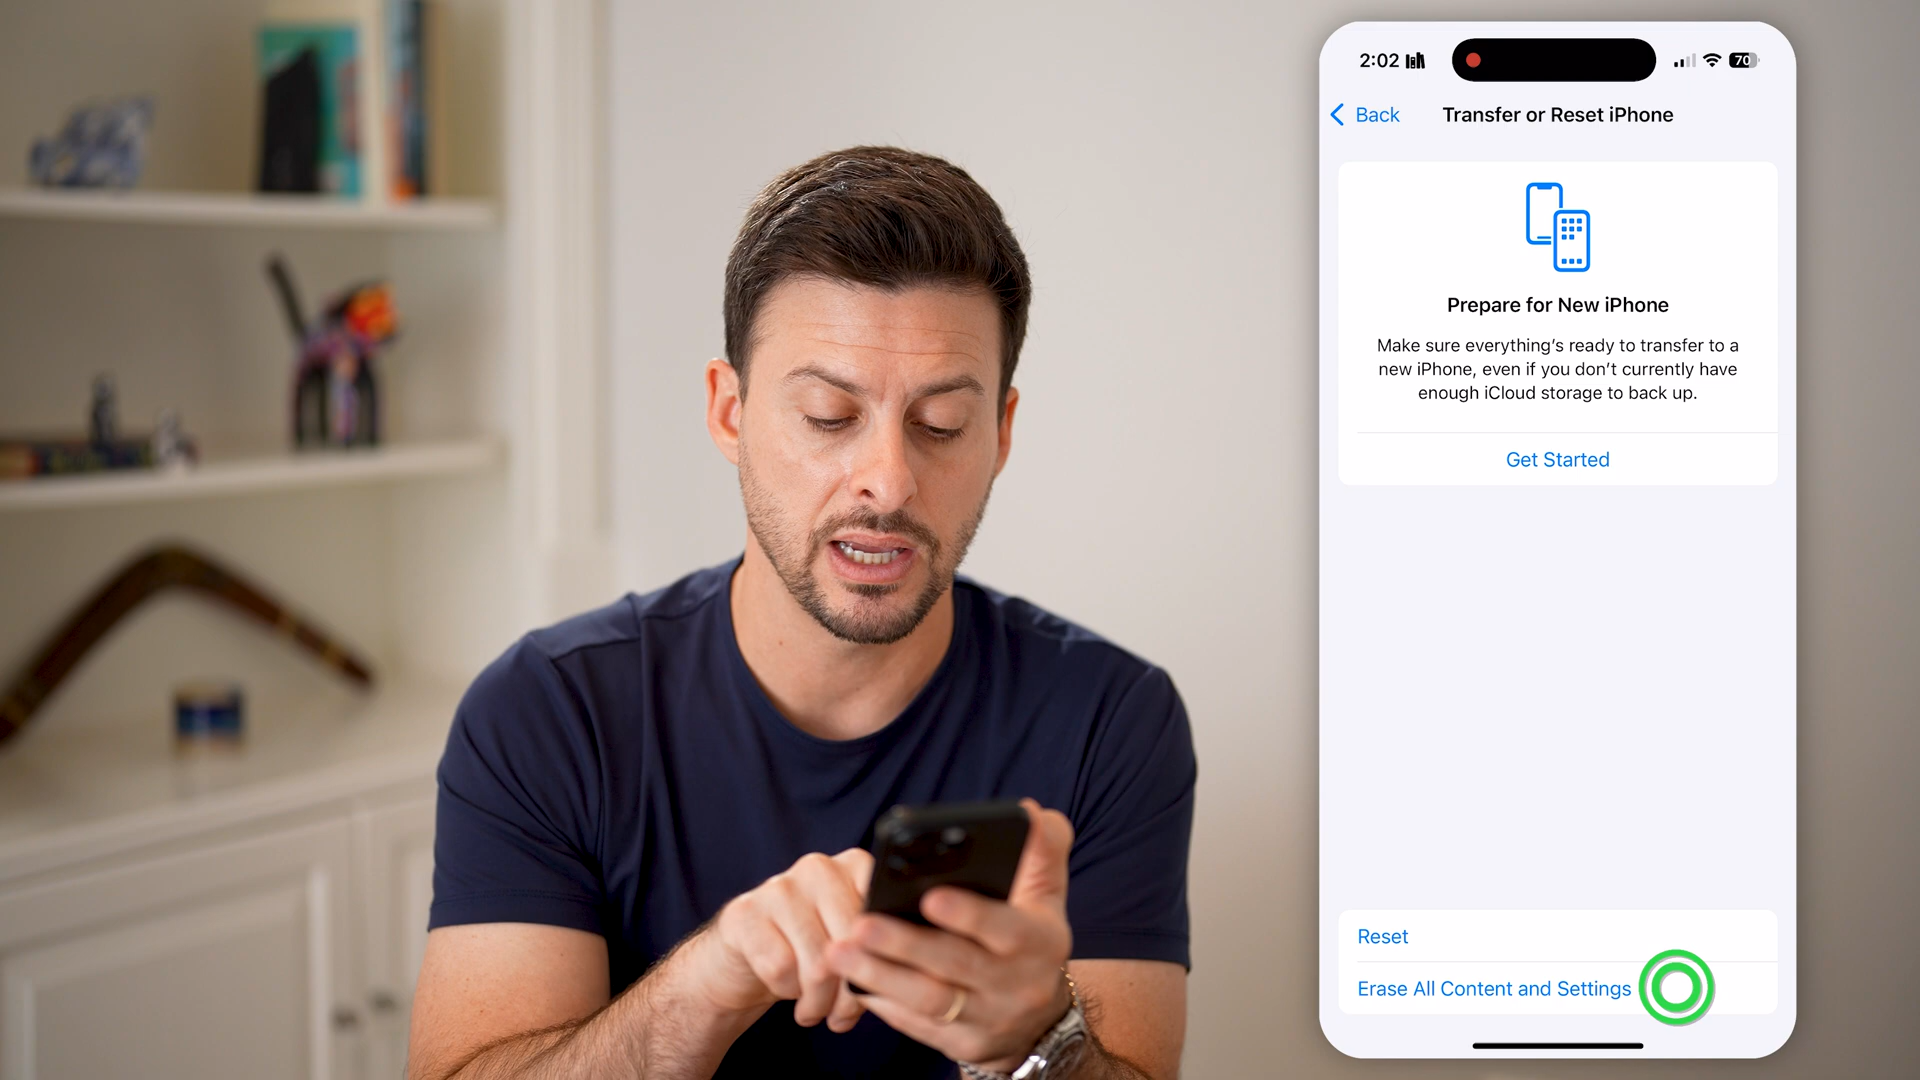 2:02
70
Back
Transfer or Reset iPhone
Prepare for New iPhone
Make sure everything's ready to transfer to a
new iPhone, even if you don't currently have
enough iCloud storage to back up.
Get Started
Reset
Erase All Content and Settings